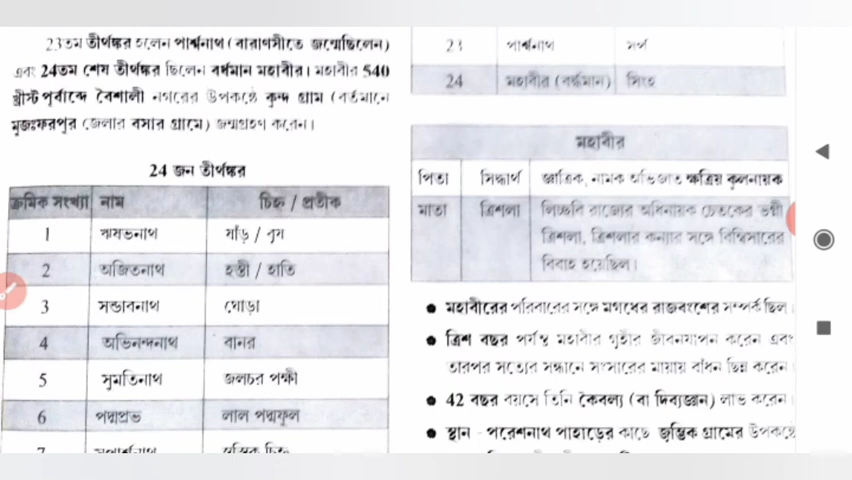 23তম তীর্থঙ্কর হলেন পার্শ্বনাথ (বারাণসীতে জন্মেছিলেন)
এবং 24তম শেষ তীর্থঙ্কর ছিলেন বর্ধমান মহাবীর। মহাবীর 540
খ্রীস্ট পূর্বাব্দে বৈশালী নগরের উপকণ্ঠে কুন্দ গ্রাম (বর্তমানে
মুজঃফরপুর জেলার বসার গ্রামে) জন্মগ্রহণ করেন।
24 জন তীর্থঙ্কর
ক্রমিক সংখ্যা নাম চিহ্ন / প্রতীক
1 ঋষভনাথ ষাঁড় / বৃষ
2 অজিতনাথ হস্তী / হাতি
3 সম্ভাবনাথ ঘোড়া
4 অভিনন্দনাথ বানর
5 সুমতিনাথ জলচর পক্ষী
6 পদ্মপ্রভ লাল পদ্মফুল
7
23 পার্শ্বনাথ সর্প
24 মহাবীর (বর্দ্ধমান) সিংহ
মহাবীর
পিতা সিদ্ধার্থ জ্ঞাত্রিক, নামক অভিজাত ক্ষত্রিয় কুলনায়ক
মাতা ত্রিশলা লিচ্ছবি রাজ্যের অধিনায়ক চেতকের ভগ্নী
ত্রিশলা, ত্রিশলার কন্যার সঙ্গে বিম্বিসারের
বিবাহ হয়েছিল।
● মহাবীরের পরিবারের সঙ্গে মগধের রাজবংশের সম্পর্ক ছিল।
● ত্রিশ বছর পর্যন্ত মহাবীর গৃহীর জীবনযাপন করেন এবং
তারপর সত্যের সন্ধানে সংসারের মায়ায় বাঁধন ছিন্ন করেন।
● 42 বছর বয়সে তিনি কৈবল্য (বা দিব্যজ্ঞান) লাভ করেন।
● স্থান - পরেশনাথ পাহাড়ের কাছে জৃম্ভিক গ্রামের উপকণ্ঠে